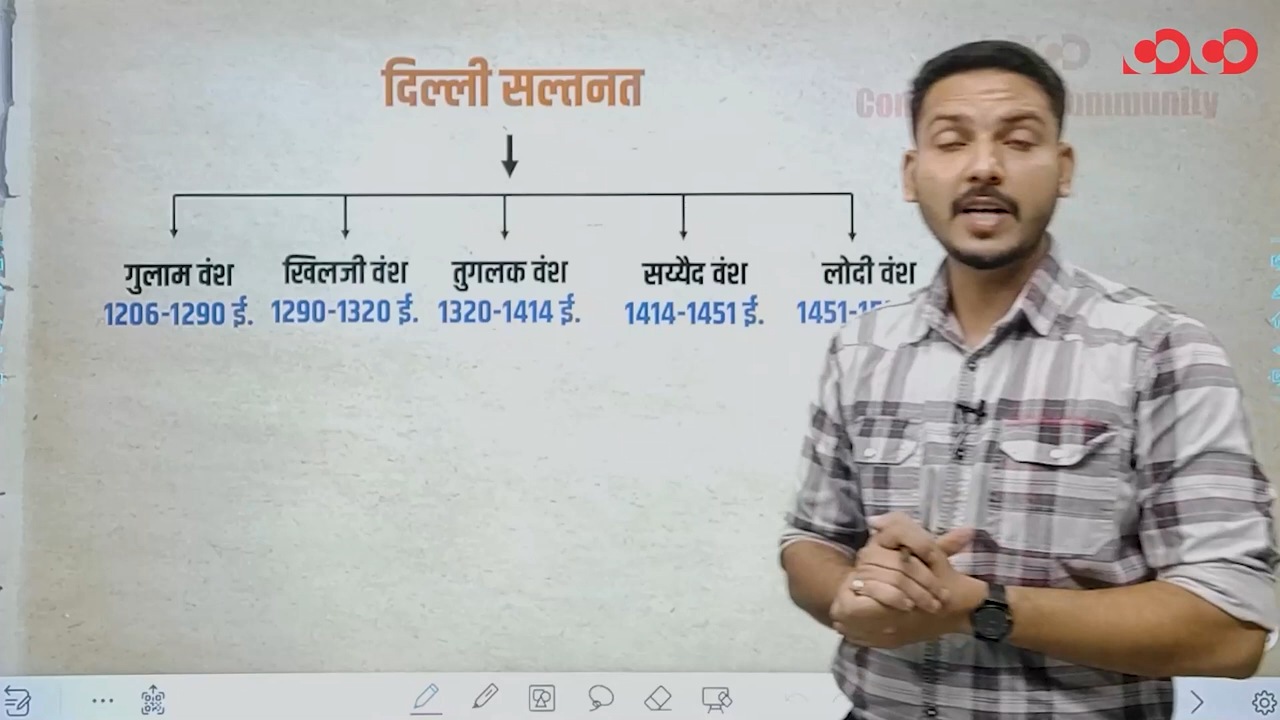 दिल्ली सल्तनत
गुलाम वंश खिलजी वंश तुगलक वंश सय्यैद वंश लोदी वंश
1206-1290 ई. 1290-1320 ई. 1320-1414 ई. 1414-1451 ई.